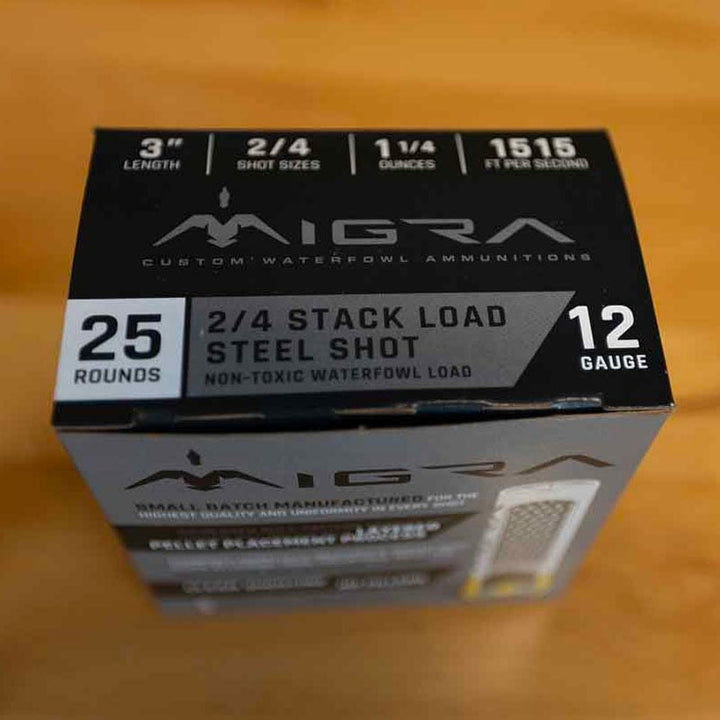 3" 2/4 1 1/4 1515
LENGTH SHOT SIZES OUNCES FT PER SECOND
MIGRA
CUSTOM WATERFOWL AMMUNITIONS
25
ROUNDS
2/4 STACK LOAD
STEEL SHOT
NON-TOXIC WATERFOWL LOAD
12
GAUGE
MIGRA
SMALL BATCH MANUFACTURED FOR THE
HIGHEST QUALITY AND UNIFORMITY IN EVERY SHOT
LAYERED
PELLET PLACEMENT PROCESS